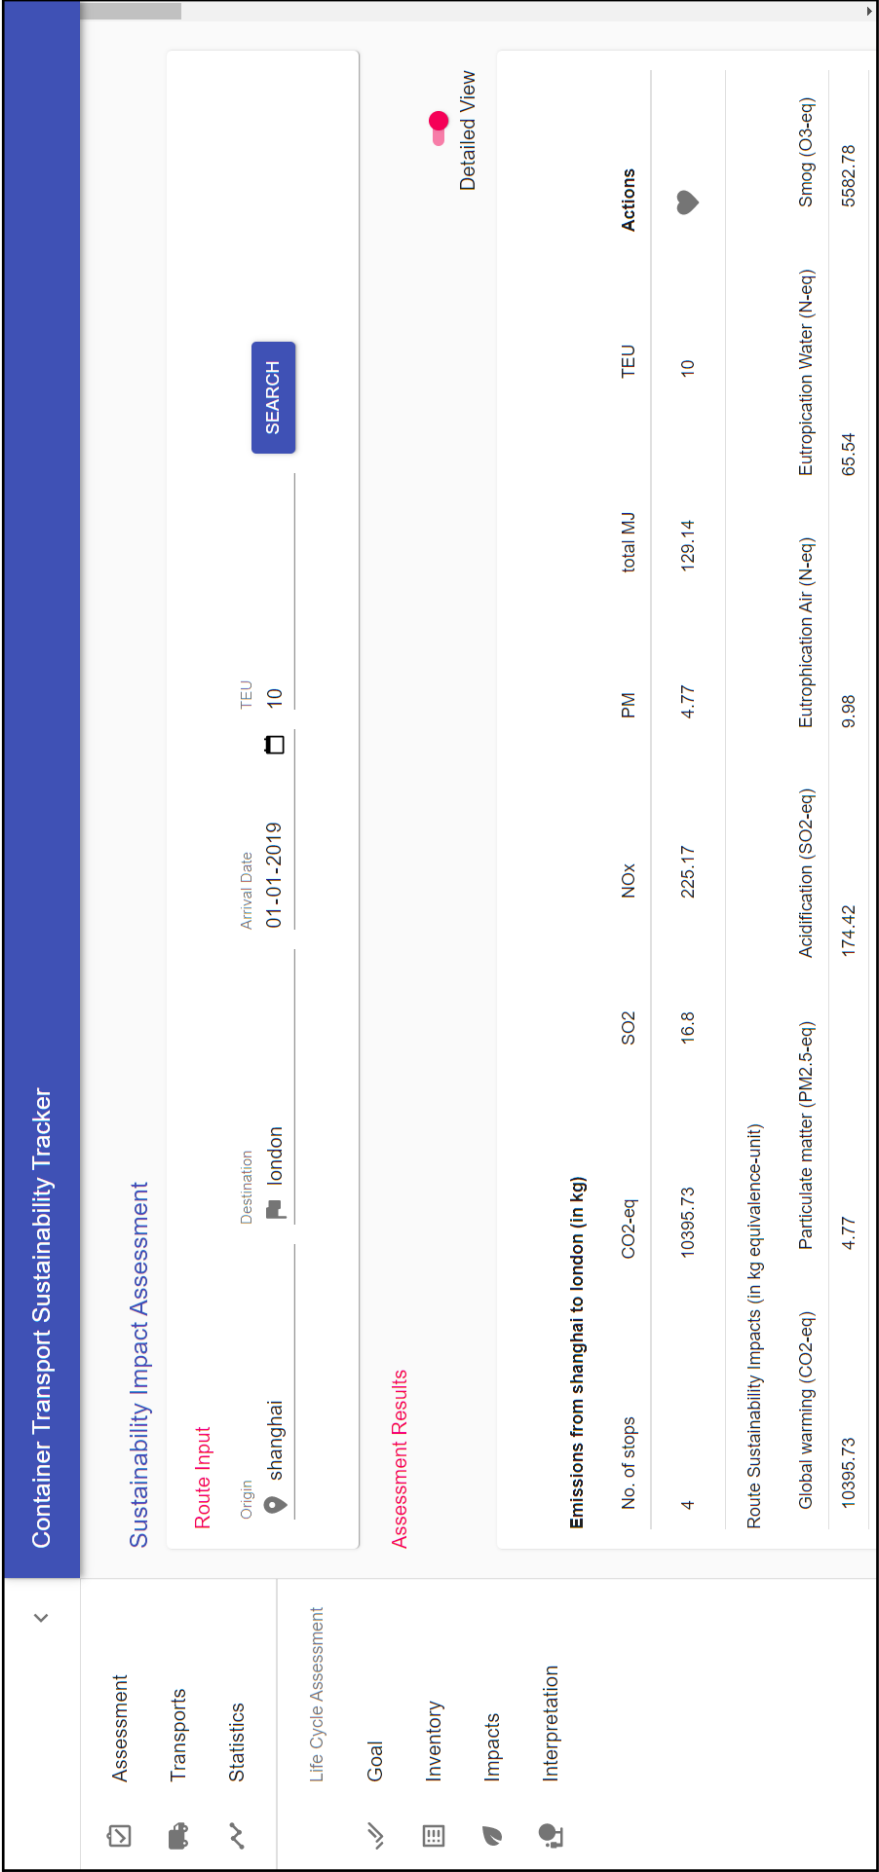 Container Transport Sustainability Tracker
Assessment
Transports
Statistics
Life Cycle Assessment
Goal
Inventory
Impacts
Interpretation
Sustainability Impact Assessment
Route Input
Origin Destination Arrival Date TEU
shanghai london 01-01-2019 10 SEARCH
Assessment Results
Detailed View
Emissions from shanghai to london (in kg)
No. of stops CO2-eq SO2 NOx PM total MJ TEU Actions
4 10395.73 16.8 225.17 4.77 129.14 10
Route Sustainability Impacts (in kg equivalence-unit)
Global warming (CO2-eq) Particulate matter (PM2.5-eq) Acidification (SO2-eq) Eutrophication Air (N-eq) Eutropication Water (N-eq) Smog (O3-eq)
10395.73 4.77 174.42 9.98 65.54 5582.78